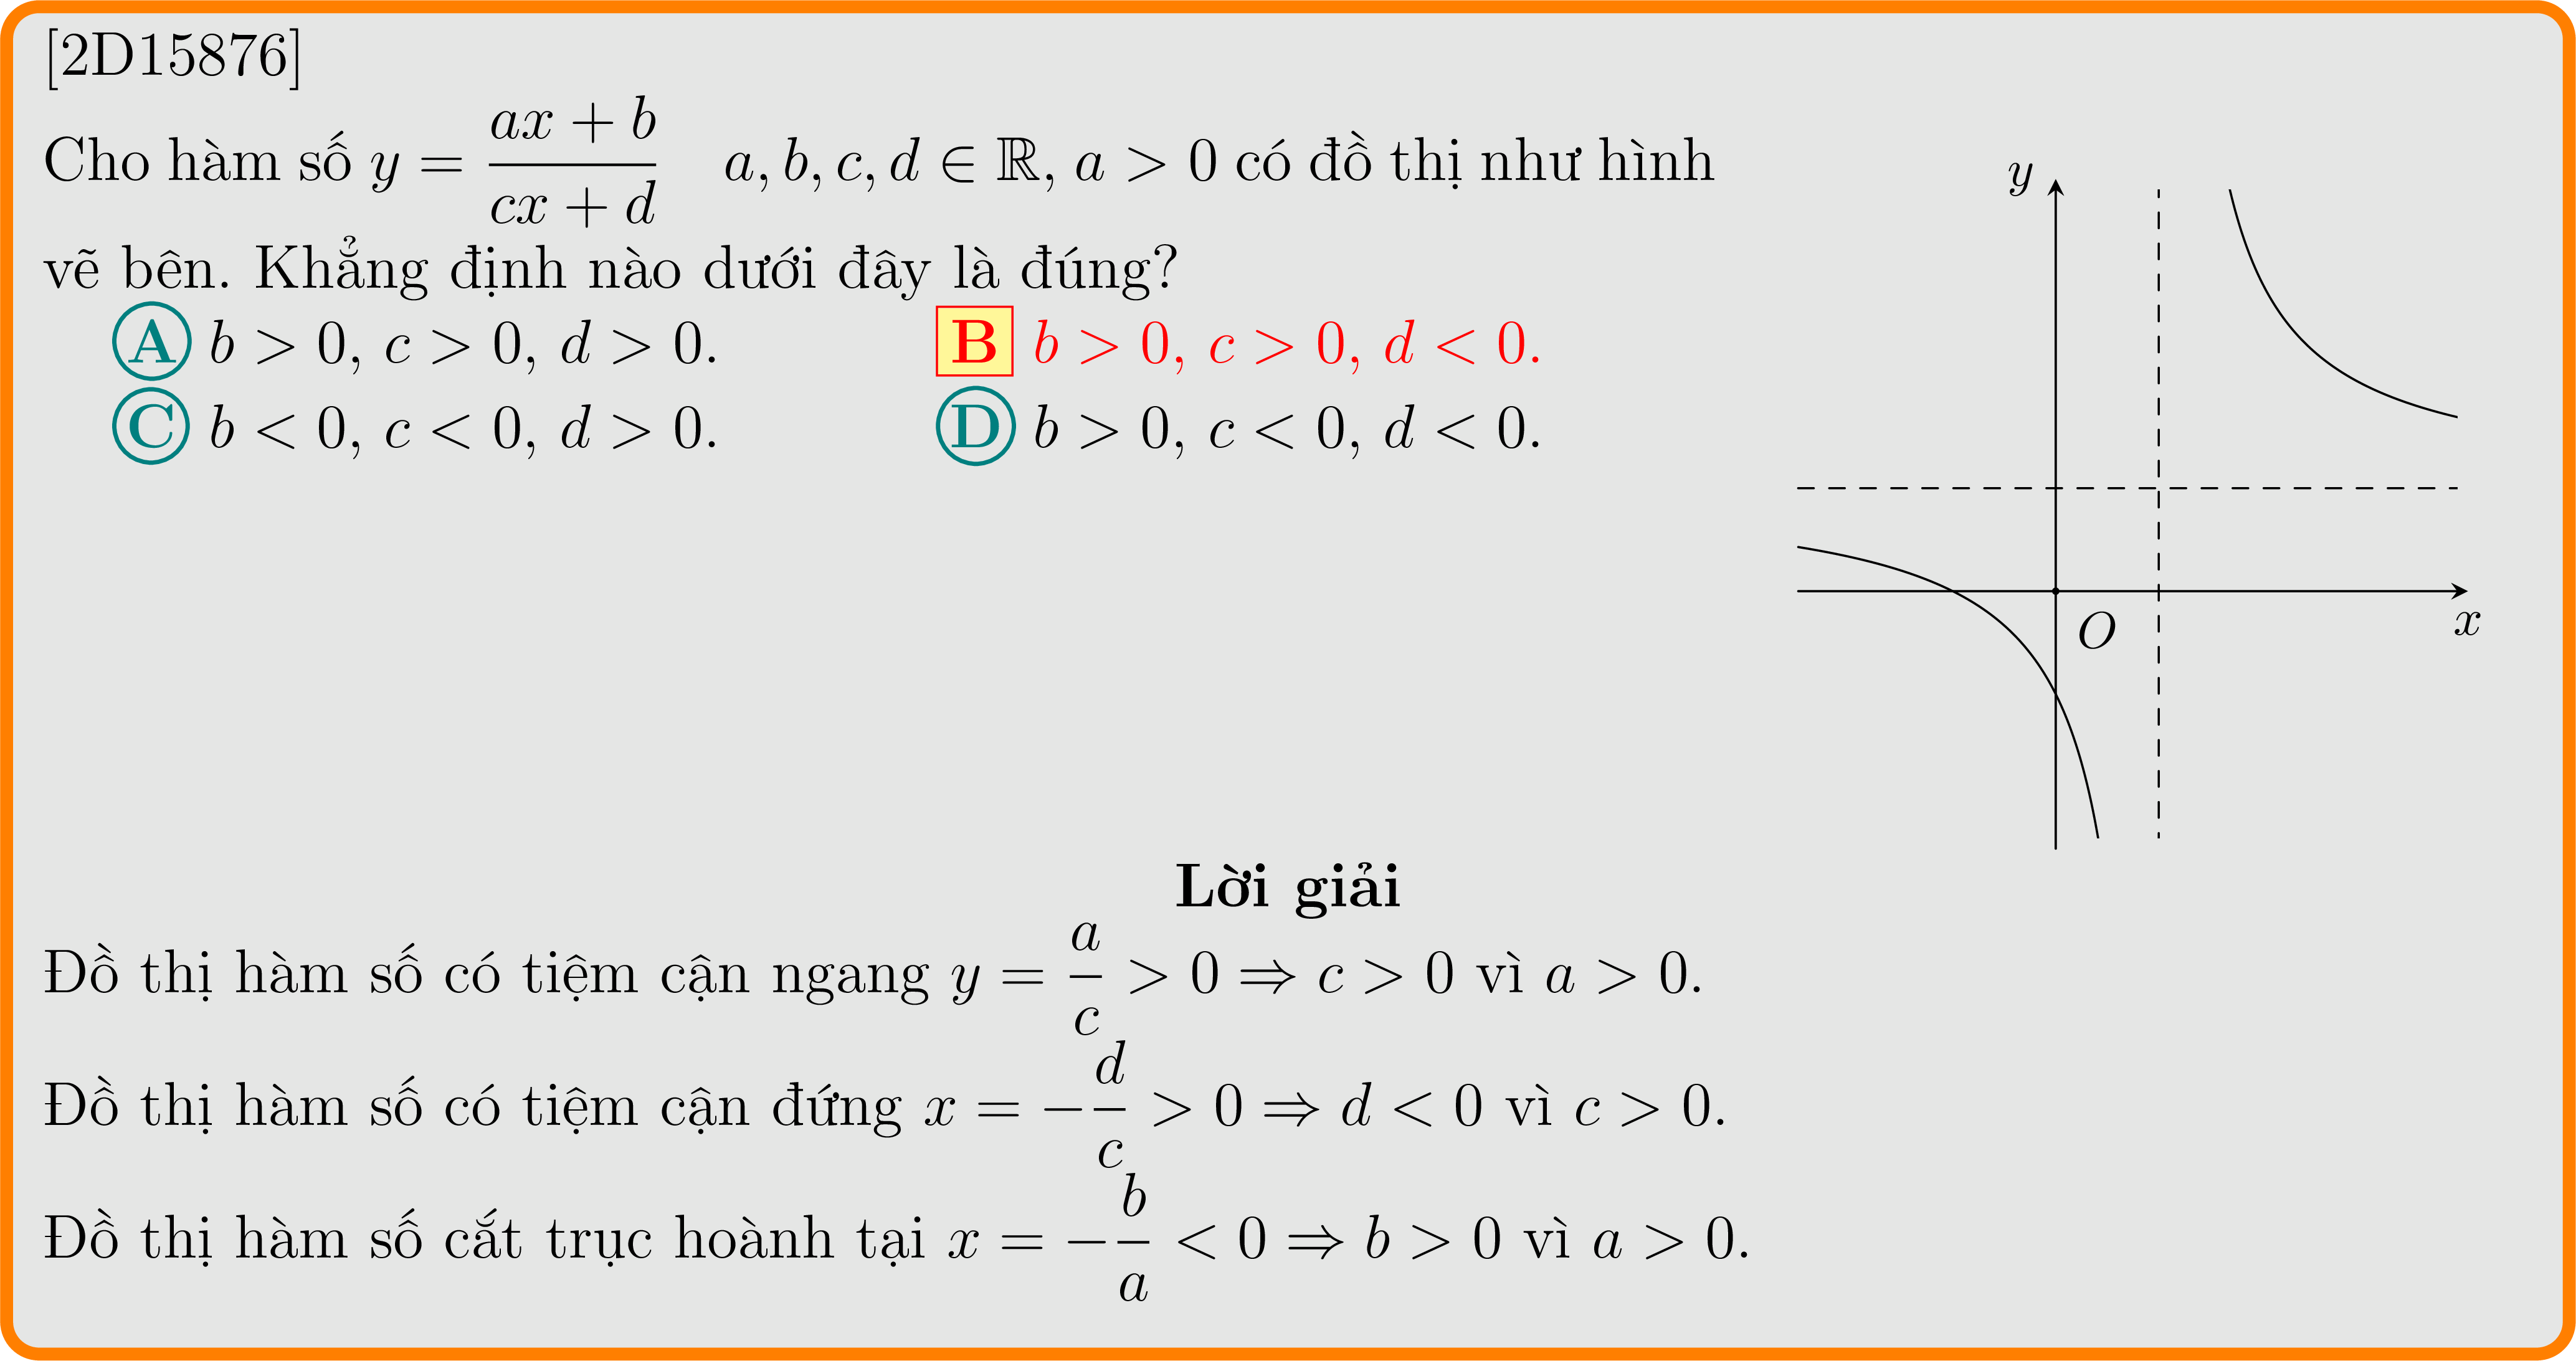 [2D15876]
Cho hàm số $y = \dfrac{ax + b}{cx + d}$ $a, b, c, d \in \mathbb{R}$, $a > 0$ có đồ thị như hình
vẽ bên. Khẳng định nào dưới đây là đúng?
A $b > 0$, $c > 0$, $d > 0$. B $b > 0$, $c > 0$, $d < 0$.
C $b < 0$, $c < 0$, $d > 0$. D $b > 0$, $c < 0$, $d < 0$.
y
O
x
Lời giải
Đồ thị hàm số có tiệm cận ngang $y = \dfrac{a}{c} > 0 \Rightarrow c > 0$ vì $a > 0$.
Đồ thị hàm số có tiệm cận đứng $x = -\dfrac{d}{c} > 0 \Rightarrow d < 0$ vì $c > 0$.
Đồ thị hàm số cắt trục hoành tại $x = -\dfrac{b}{a} < 0 \Rightarrow b > 0$ vì $a > 0$.